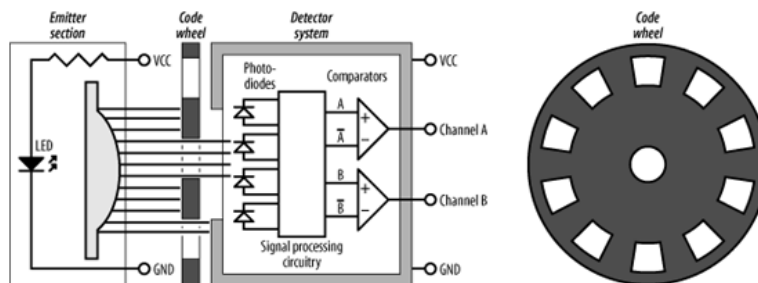 Emitter
section
Code
wheel
Detector
system
Code
wheel
VCC
LED
GND
Photo-
diodes
Comparators
A
+
A̅
−
B
+
B̅
−
Signal processing
circuitry
VCC
Channel A
Channel B
GND